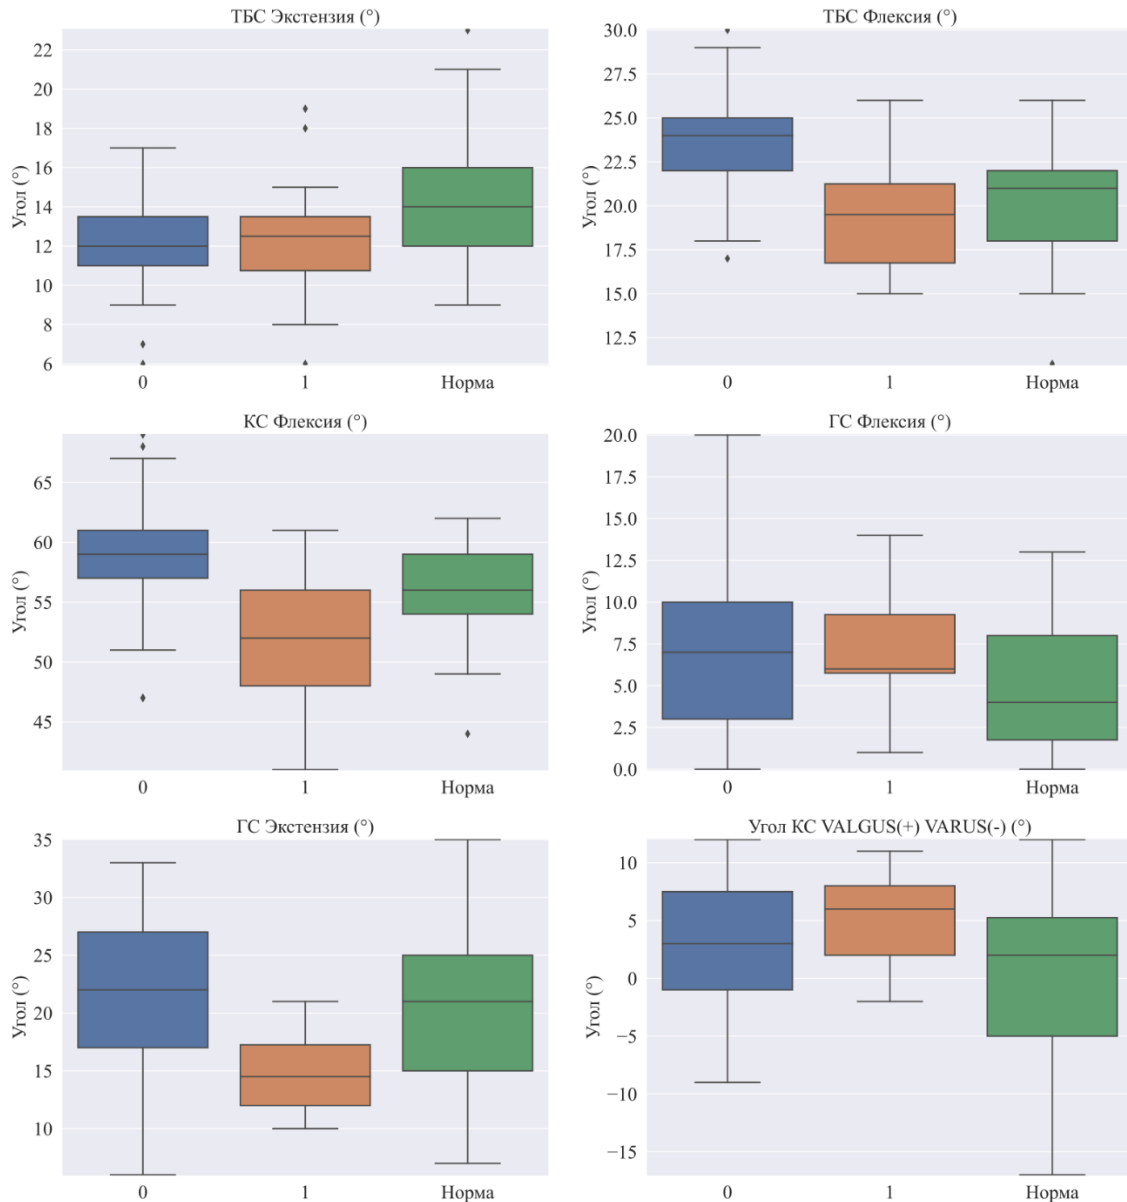 ТБС Экстензия (°)
Угол (°)
22
20
18
16
14
12
10
8
6
0 1 Норма
ТБС Флексия (°)
Угол (°)
30.0
27.5
25.0
22.5
20.0
17.5
15.0
12.5
0 1 Норма
КС Флексия (°)
Угол (°)
65
60
55
50
45
0 1 Норма
ГС Флексия (°)
Угол (°)
20.0
17.5
15.0
12.5
10.0
7.5
5.0
2.5
0.0
0 1 Норма
ГС Экстензия (°)
Угол (°)
35
30
25
20
15
10
0 1 Норма
Угол КС VALGUS(+) VARUS(-) (°)
Угол (°)
10
5
0
−5
−10
−15
0 1 Норма